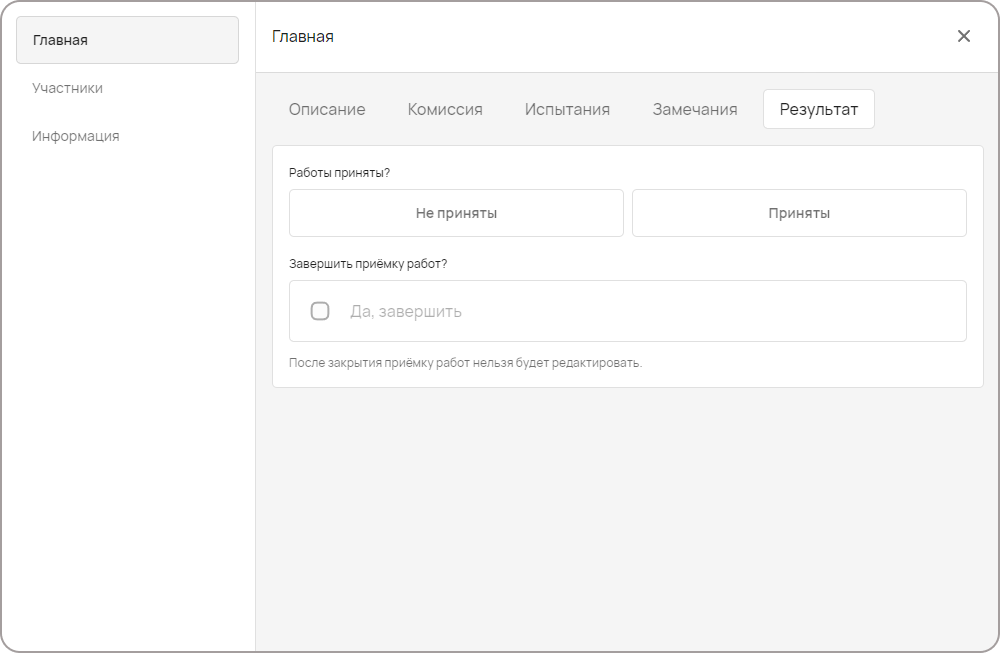 Главная
Участники
Информация
Главная
Описание Комиссия Испытания Замечания Результат
Работы приняты?
Не приняты Приняты
Завершить приёмку работ?
Да, завершить
После закрытия приёмку работ нельзя будет редактировать.